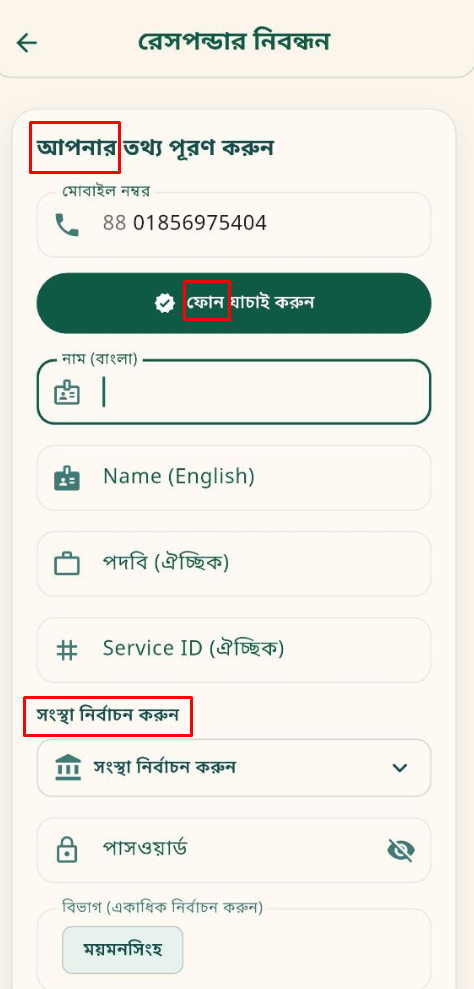 রেসপন্ডার নিবন্ধন
আপনার তথ্য পূরণ করুন
মোবাইল নম্বর
88 01856975404
ফোন যাচাই করুন
নাম (বাংলা)
Name (English)
পদবি (ঐচ্ছিক)
Service ID (ঐচ্ছিক)
সংস্থা নির্বাচন করুন
সংস্থা নির্বাচন করুন
পাসওয়ার্ড
বিভাগ (একাধিক নির্বাচন করুন)
ময়মনসিংহ